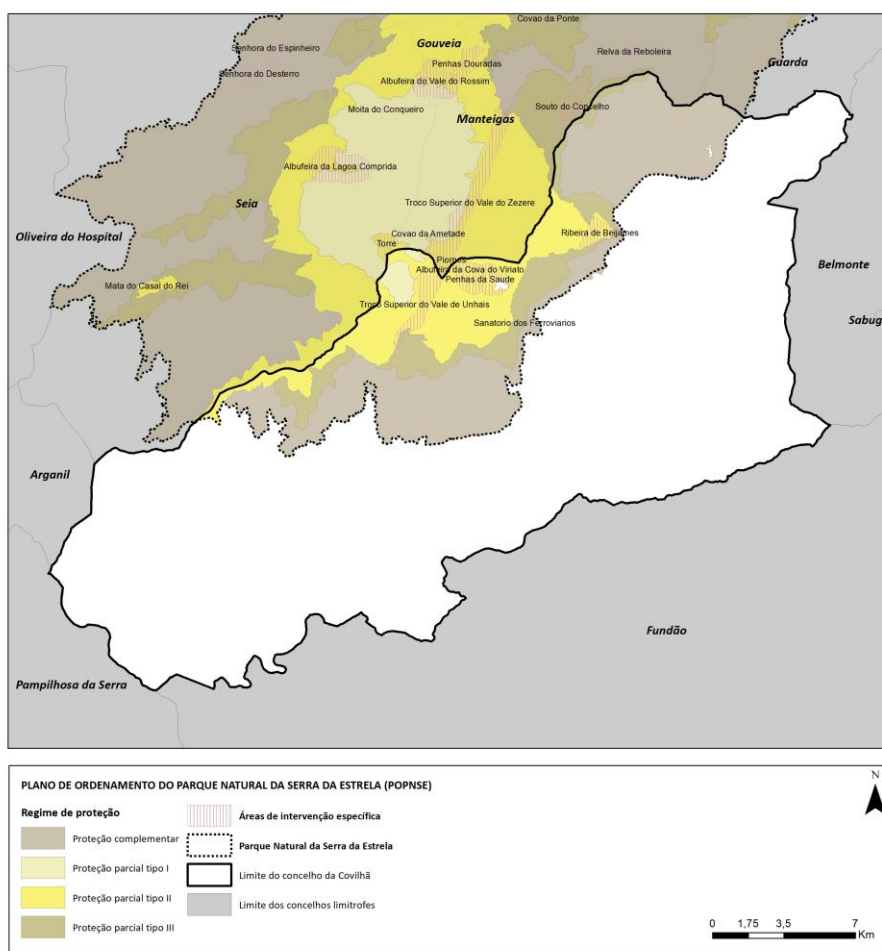 Covao da Ponte
Gouveia
Senhora do Espinheiro
Relva da Reboleira
Penhas Douradas
Guarda
Senhora do Desterro
Albufeira do Vale do Rossim
Moita do Conqueiro
Souto do Concelho
Manteigas
Albufeira da Lagoa Comprida
Seia
Troco Superior do Vale do Zezere
Oliveira do Hospital
Covao da Ametade
Ribeira de Beijames
Torre
Piornos
Belmonte
Albufeira da Cova do Viriato
Mata do Casal do Rei
Penhas da Saude
Troco Superior do Vale de Unhais
Sabug
Sanatorio dos Ferroviarios
Arganil
Fundão
Pampilhosa da Serra
PLANO DE ORDENAMENTO DO PARQUE NATURAL DA SERRA DA ESTRELA (POPNSE)
N
Regime de proteção
Proteção complementar
Proteção parcial tipo I
Proteção parcial tipo II
Proteção parcial tipo III
Áreas de intervenção específica
Parque Natural da Serra da Estrela
Limite do concelho da Covilhã
Limite dos concelhos limitrofes
0 1,75 3,5 7
Km